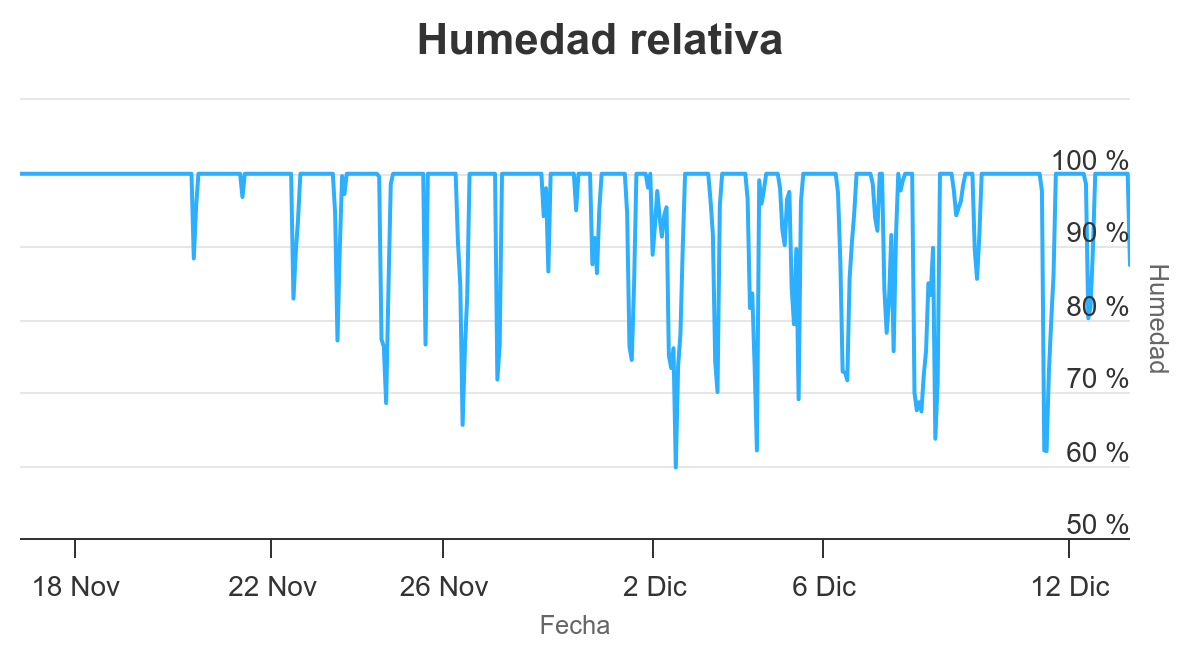 Humedad relativa
100 %
90 %
80 %
70 %
60 %
50 %
Humedad
18 Nov 22 Nov 26 Nov 2 Dic 6 Dic 12 Dic
Fecha